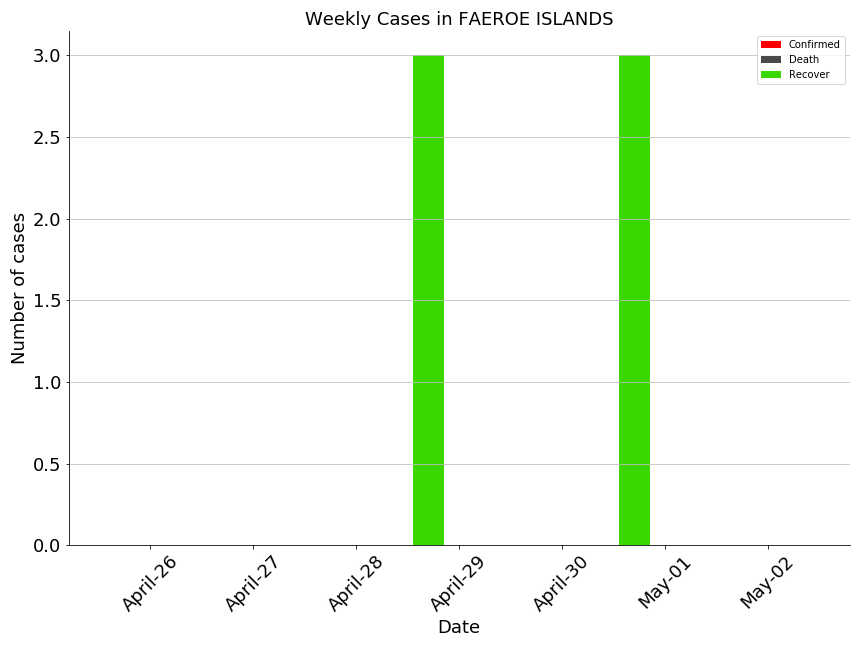 Weekly Cases in FAEROE ISLANDS
Confirmed
Death
Recover
Number of cases
3.0
2.5
2.0
1.5
1.0
0.5
0.0
April-26
April-27
April-28
April-29
April-30
May-01
May-02
Date